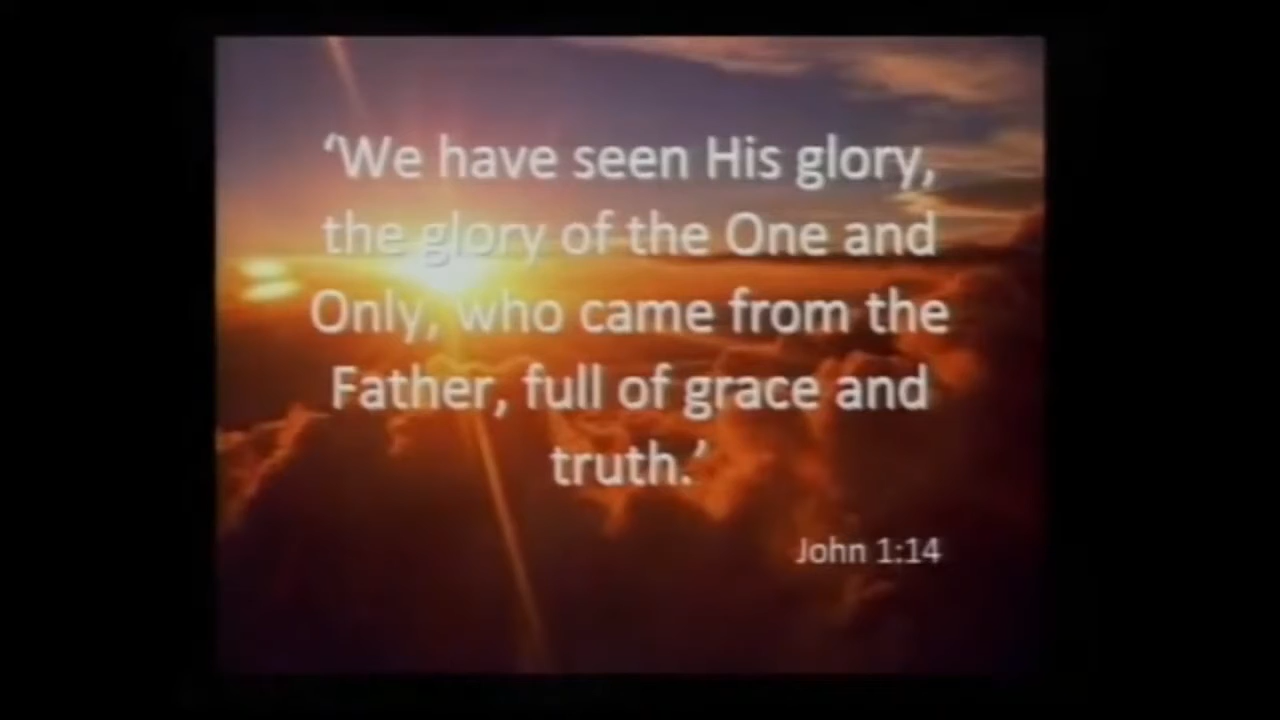 ‘We have seen His glory,
the glory of the One and
Only, who came from the
Father, full of grace and
truth.’
John 1:14